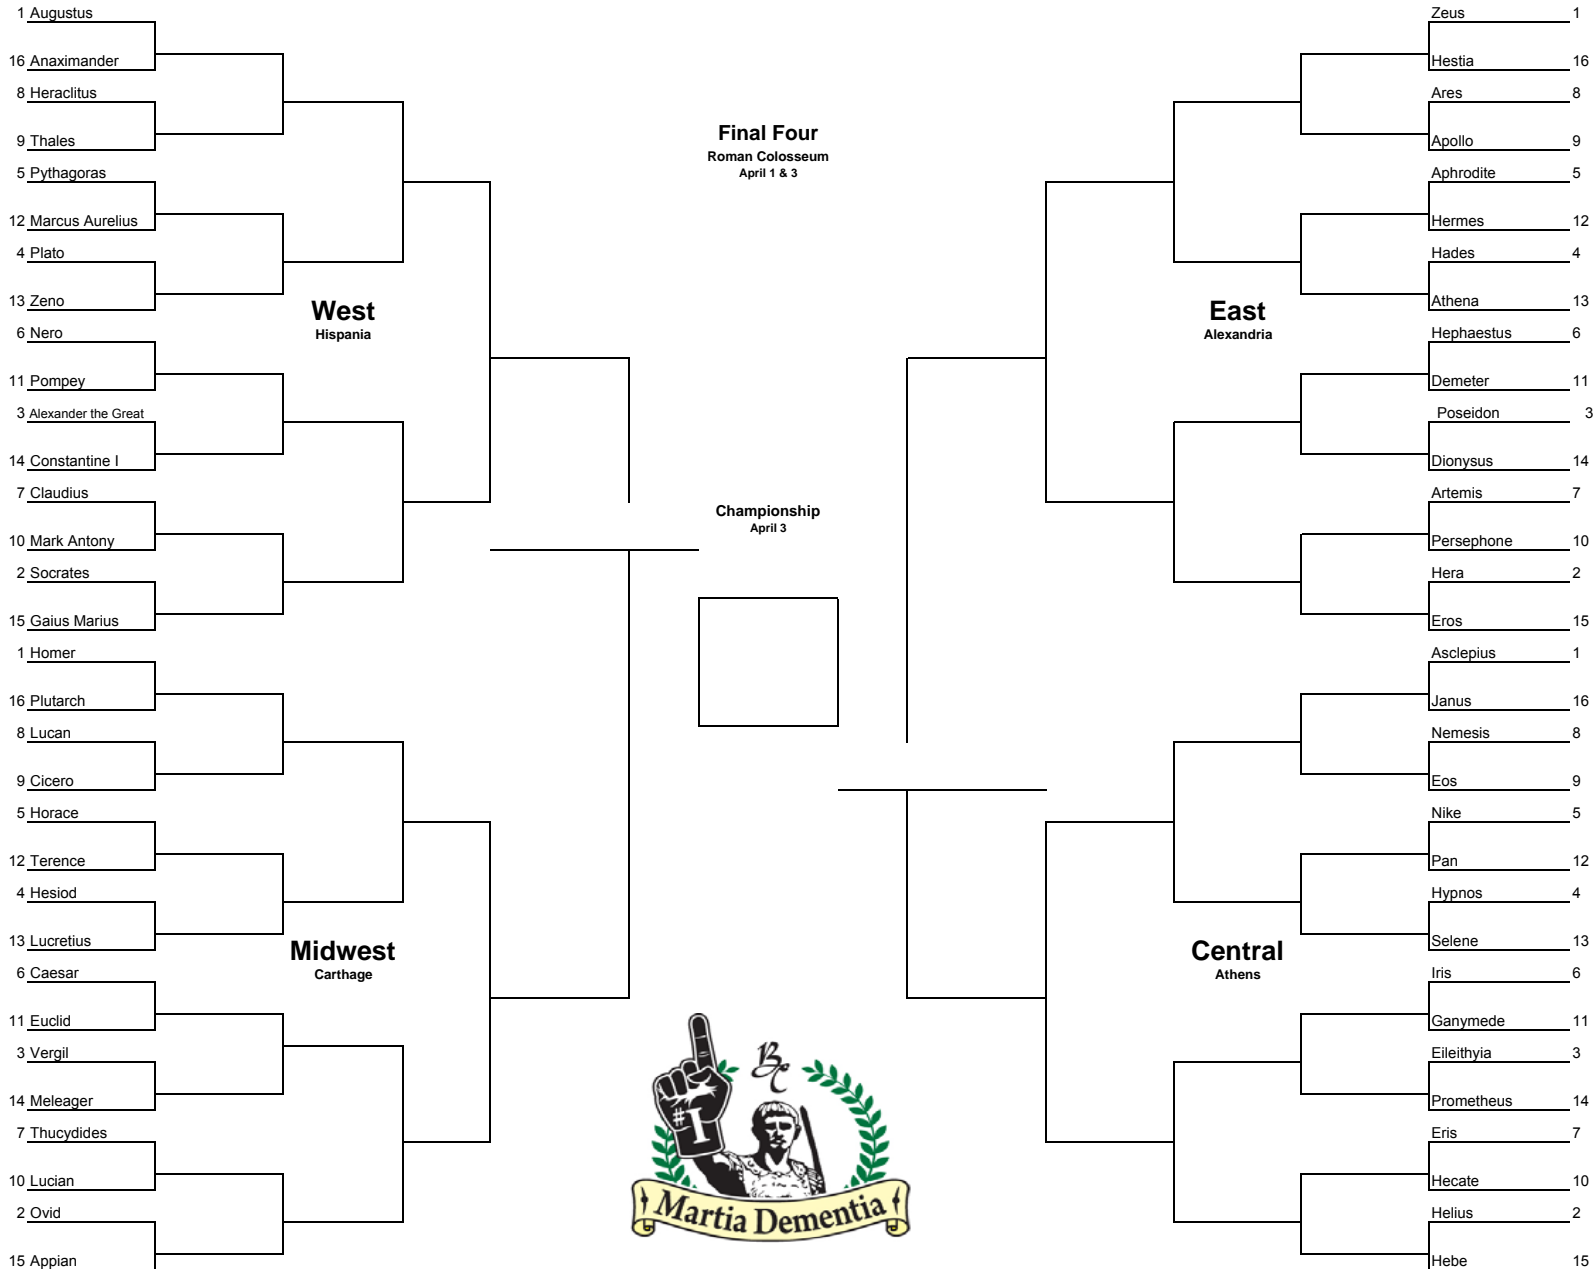 1 Augustus
16 Anaximander
8 Heraclitus
9 Thales
5 Pythagoras
12 Marcus Aurelius
4 Plato
13 Zeno
6 Nero
11 Pompey
3 Alexander the Great
14 Constantine I
7 Claudius
10 Mark Antony
2 Socrates
15 Gaius Marius
West
Hispania
1 Homer
16 Plutarch
8 Lucan
9 Cicero
5 Horace
12 Terence
4 Hesiod
13 Lucretius
6 Caesar
11 Euclid
3 Vergil
14 Meleager
7 Thucydides
10 Lucian
2 Ovid
15 Appian
Midwest
Carthage
Final Four
Roman Colosseum
April 1 & 3
Championship
April 3
BC
#I
Martia Dementia
East
Alexandria
Zeus 1
Hestia 16
Ares 8
Apollo 9
Aphrodite 5
Hermes 12
Hades 4
Athena 13
Hephaestus 6
Demeter 11
Poseidon 3
Dionysus 14
Artemis 7
Persephone 10
Hera 2
Eros 15
Central
Athens
Asclepius 1
Janus 16
Nemesis 8
Eos 9
Nike 5
Pan 12
Hypnos 4
Selene 13
Iris 6
Ganymede 11
Eileithyia 3
Prometheus 14
Eris 7
Hecate 10
Helius 2
Hebe 15